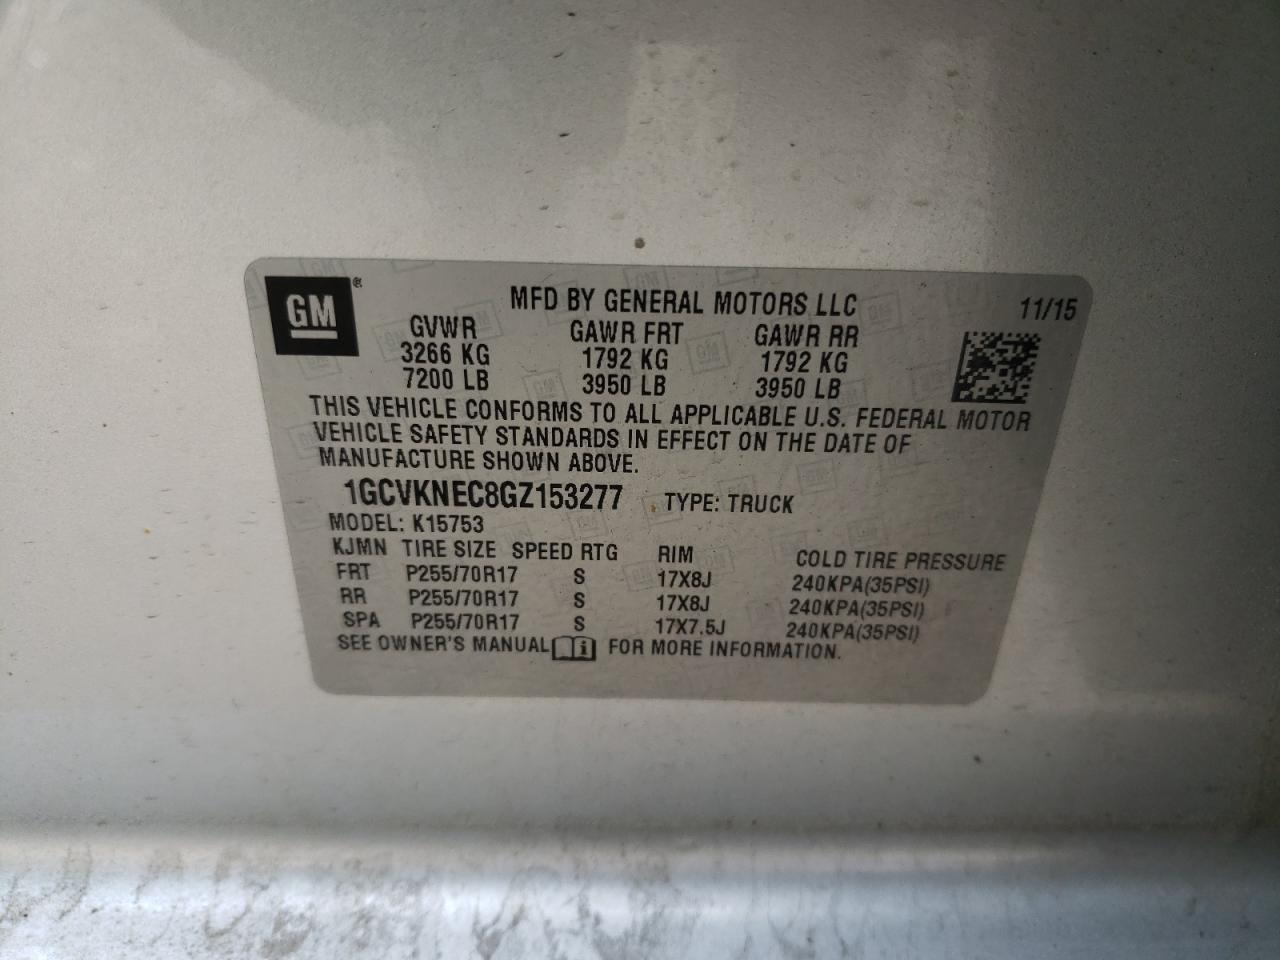 GM ®
MFD BY GENERAL MOTORS LLC 11/15
GVWR GAWR FRT GAWR RR
3266 KG 1792 KG 1792 KG
7200 LB 3950 LB 3950 LB
THIS VEHICLE CONFORMS TO ALL APPLICABLE U.S. FEDERAL MOTOR
VEHICLE SAFETY STANDARDS IN EFFECT ON THE DATE OF
MANUFACTURE SHOWN ABOVE.
1GCVKNEC8GZ153277 TYPE: TRUCK
MODEL: K15753
KJMN TIRE SIZE SPEED RTG RIM COLD TIRE PRESSURE
FRT P255/70R17 S 17X8J 240KPA(35PSI)
RR P255/70R17 S 17X8J 240KPA(35PSI)
SPA P255/70R17 S 17X7.5J 240KPA(35PSI)
SEE OWNER'S MANUAL i FOR MORE INFORMATION.